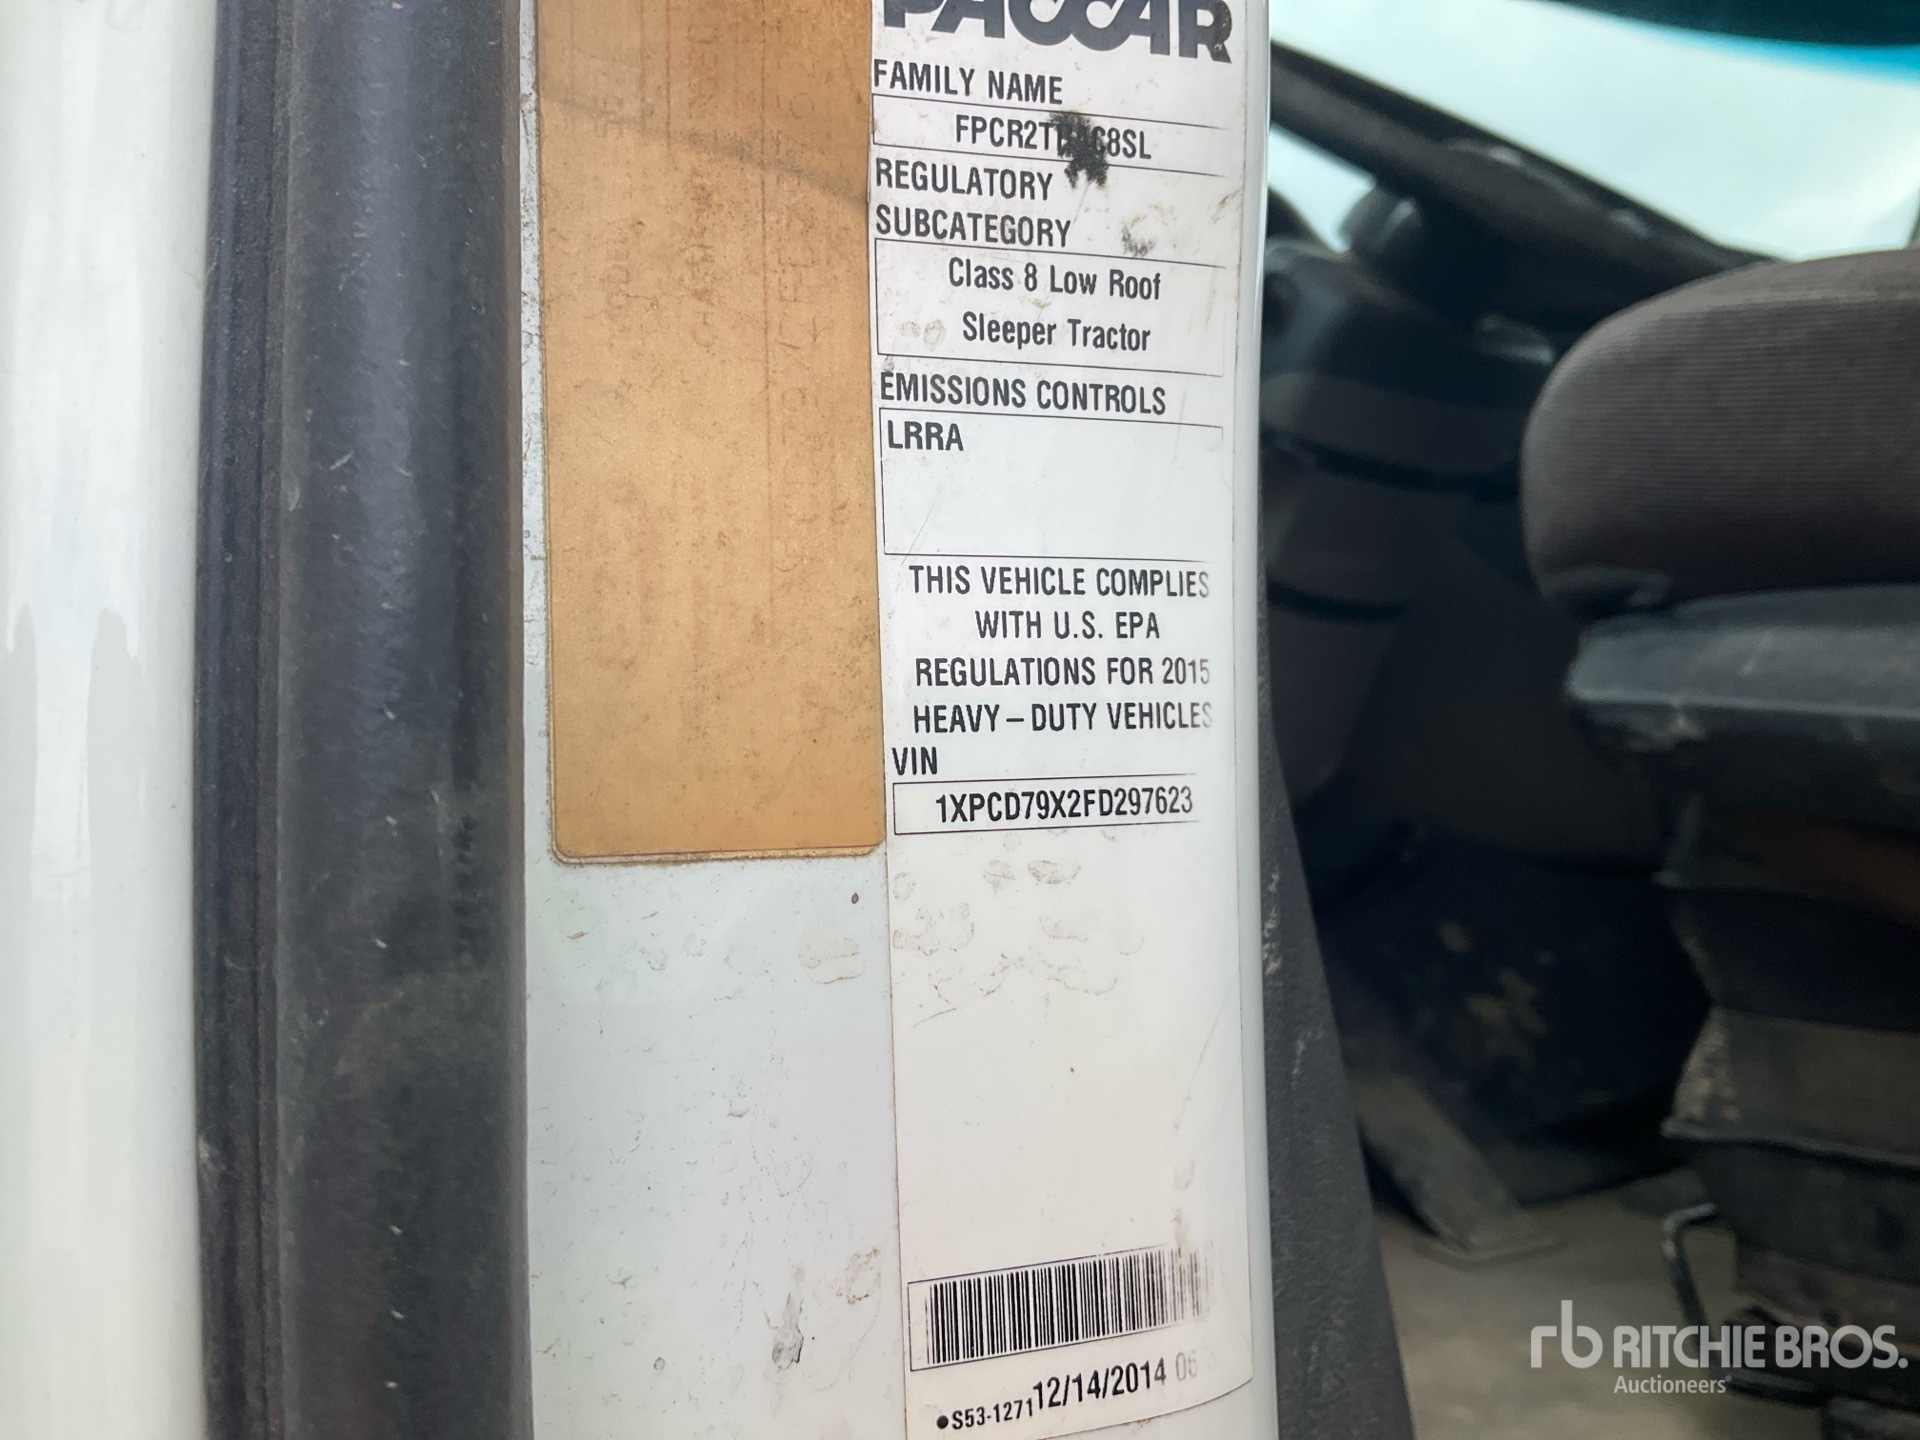 PACCAR
FAMILY NAME
REGULATORY
SUBCATEGORY
Class 8 Low Roof
Sleeper Tractor
EMISSIONS CONTROLS
LRRA
THIS VEHICLE COMPLIES
WITH U.S. EPA
REGULATIONS FOR 2015
HEAVY-DUTY VEHICLES
VIN
1XPCD79X2FD297623
•S53-1271 12/14/2014
rb RITCHIE BROS.
Auctioneers